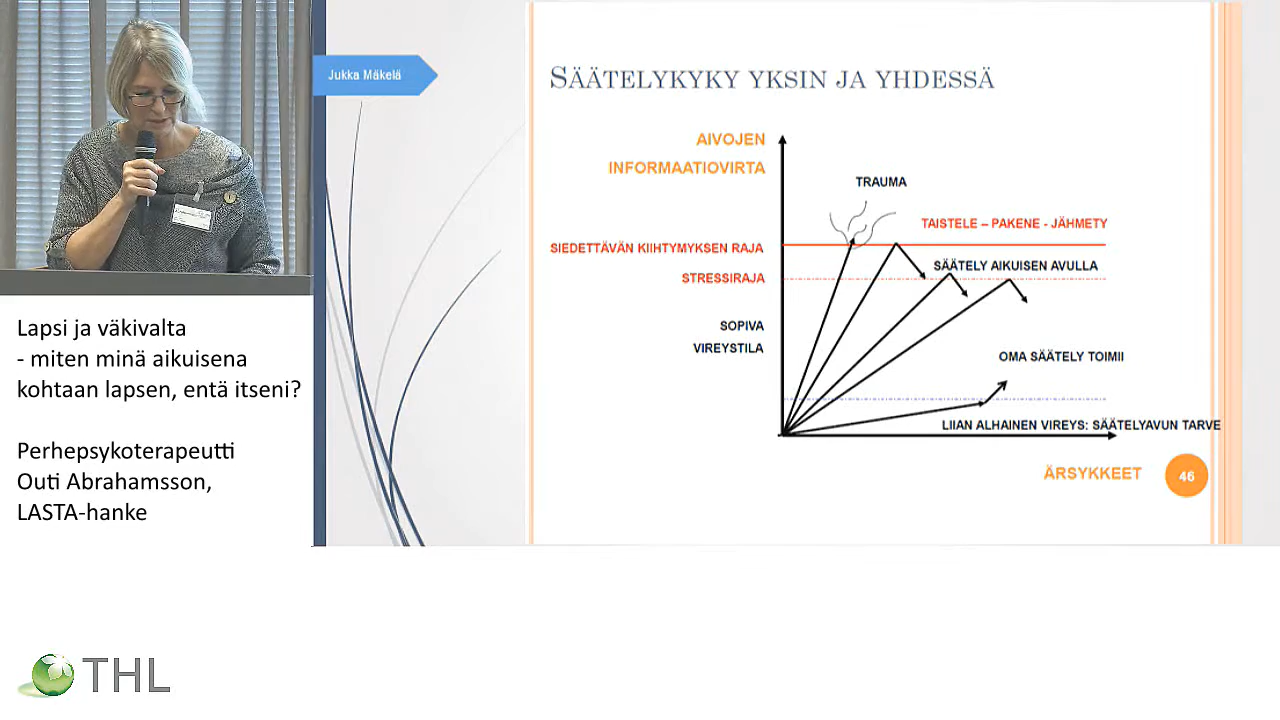 Jukka Mäkelä
SÄÄTELYKYKY YKSIN JA YHDESSÄ
AIVOJEN
INFORMAATIOVIRTA
TRAUMA
TAISTELE – PAKENE - JÄHMETY
SIEDETTÄVÄN KIIHTYMYKSEN RAJA
SÄÄTELY AIKUISEN AVULLA
STRESSIRAJA
SOPIVA
VIREYSTILA
OMA SÄÄTELY TOIMII
LIIAN ALHAINEN VIREYS: SÄÄTELYAVUN TARVE
ÄRSYKKEET
46
Lapsi ja väkivalta
- miten minä aikuisena
kohtaan lapsen, entä itseni?
Perhepsykoterapeutti
Outi Abrahamsson,
LASTA-hanke
THL